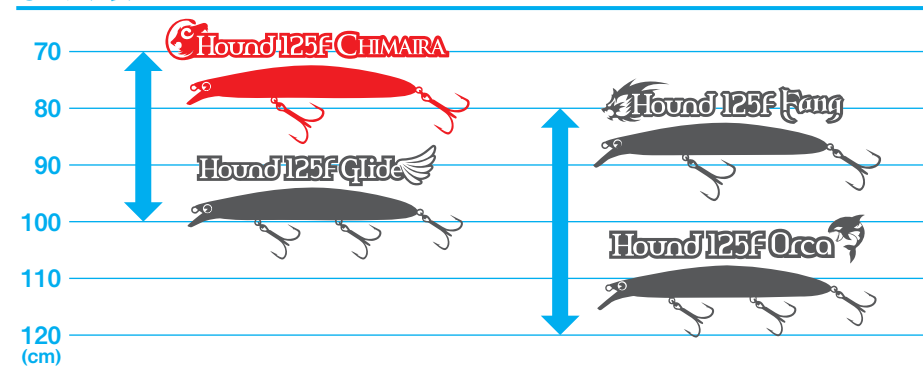 70
Hound 125f CHIMAIRA
80
Hound 125f Fang
90
Hound 125f Glide
100
Hound 125f Orca
110
120
(cm)